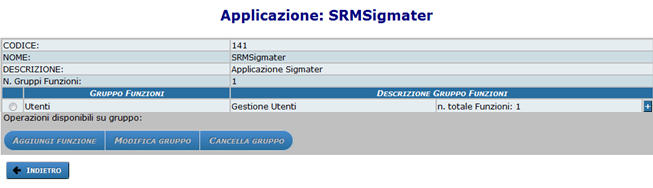 Applicazione: SRMSigmater
CODICE: 141
NOME: SRMSigmater
DESCRIZIONE: Applicazione Sigmater
N. Gruppi Funzioni: 1
GRUPPO FUNZIONI DESCRIZIONE GRUPPO FUNZIONI
Utenti Gestione Utenti n. totale Funzioni: 1 +
Operazioni disponibili su gruppo:
AGGIUNGI FUNZIONE MODIFICA GRUPPO CANCELLA GRUPPO
INDIETRO